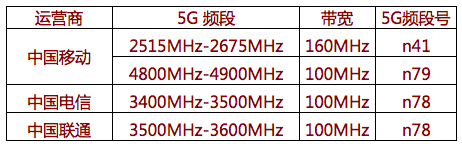 运营商 5G 频段 带宽 5G频段号
中国移动 2515MHz-2675MHz 160MHz n41
4800MHz-4900MHz 100MHz n79
中国电信 3400MHz-3500MHz 100MHz n78
中国联通 3500MHz-3600MHz 100MHz n78